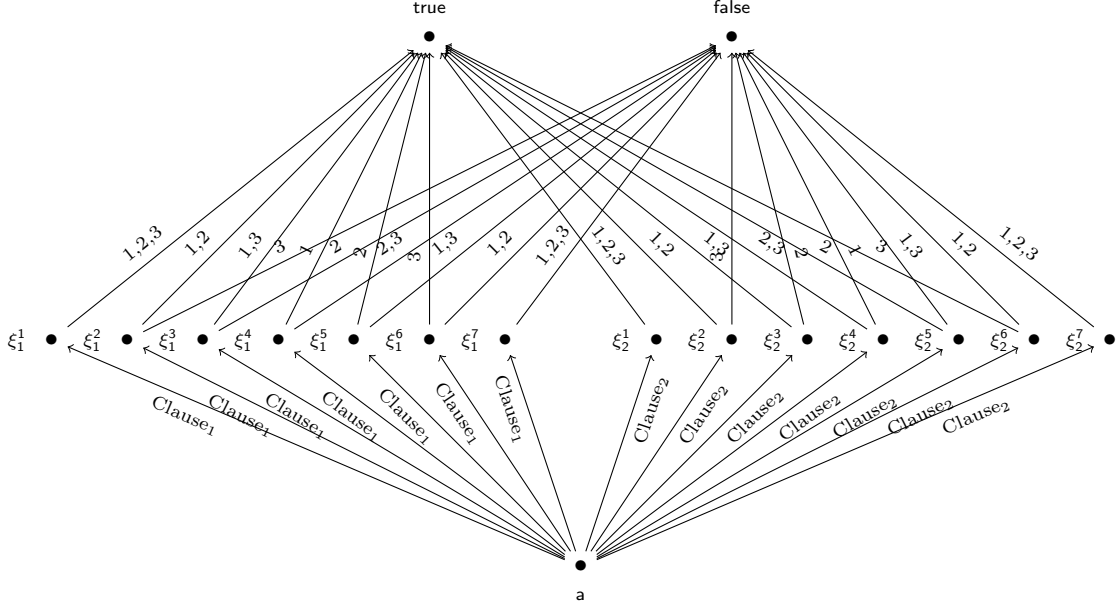 true false
1,2,3 1,2 1,3 3 1 2 2 2,3 3 1,3 1,2 1,2,3 1,2,3 1,2 3 1,3 2,3 2 2 1 3 1,3 1,2 1,2,3
ξ₁¹ ξ₁² ξ₁³ ξ₁⁴ ξ₁⁵ ξ₁⁶ ξ₁⁷ ξ₂¹ ξ₂² ξ₂³ ξ₂⁴ ξ₂⁵ ξ₂⁶ ξ₂⁷
Clause₁ Clause₁ Clause₁ Clause₁ Clause₁ Clause₁ Clause₁ Clause₂ Clause₂ Clause₂ Clause₂ Clause₂ Clause₂ Clause₂
a